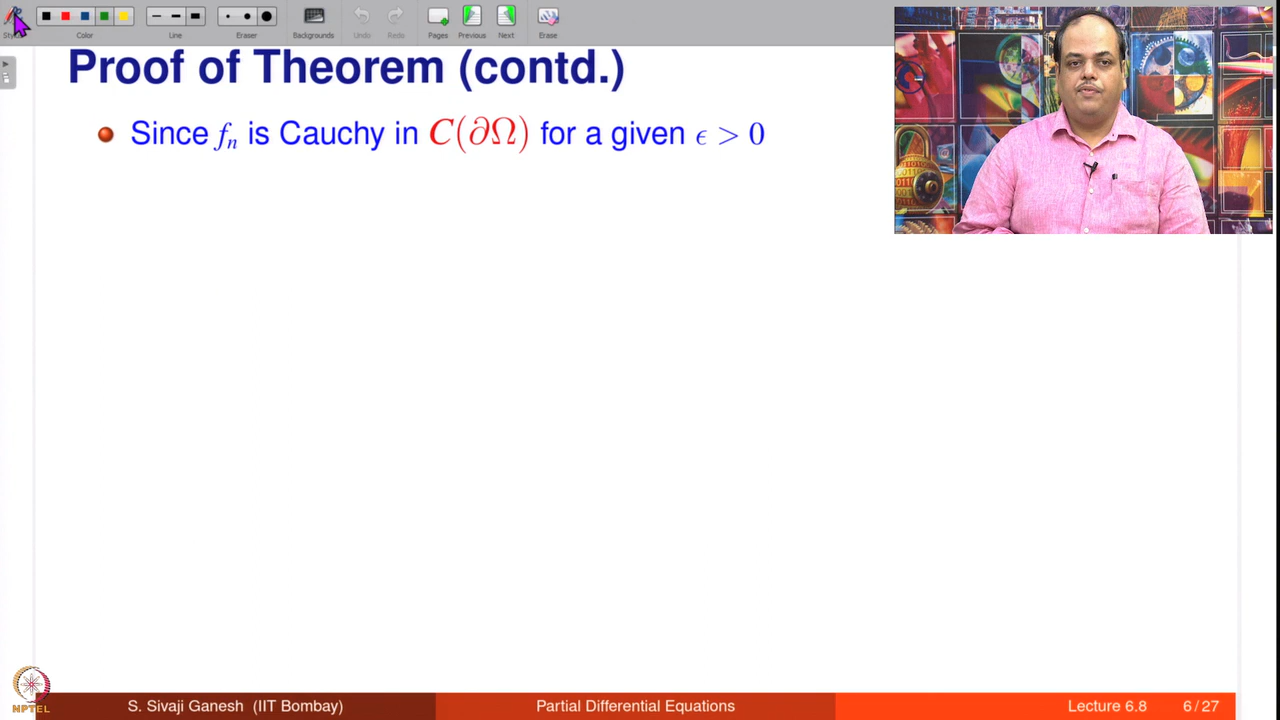 Style Color Line Eraser Backgrounds Undo Redo Pages Previous Next Erase
Proof of Theorem (contd.)
Since fₙ is Cauchy in C(∂Ω) for a given ϵ > 0
NPTEL
S. Sivaji Ganesh (IIT Bombay) Partial Differential Equations Lecture 6.8 6/27